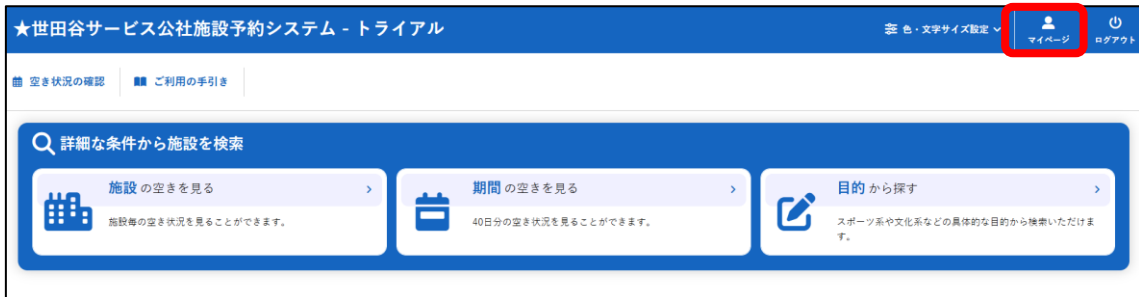 ★世田谷サービス公社施設予約システム - トライアル
色・文字サイズ設定
マイページ
ログアウト
空き状況の確認
ご利用の手引き
詳細な条件から施設を検索
施設 の空きを見る
施設毎の空き状況を見ることができます。
期間 の空きを見る
40日分の空き状況を見ることができます。
目的 から探す
スポーツ系や文化系などの具体的な目的から検索いただけま
す。